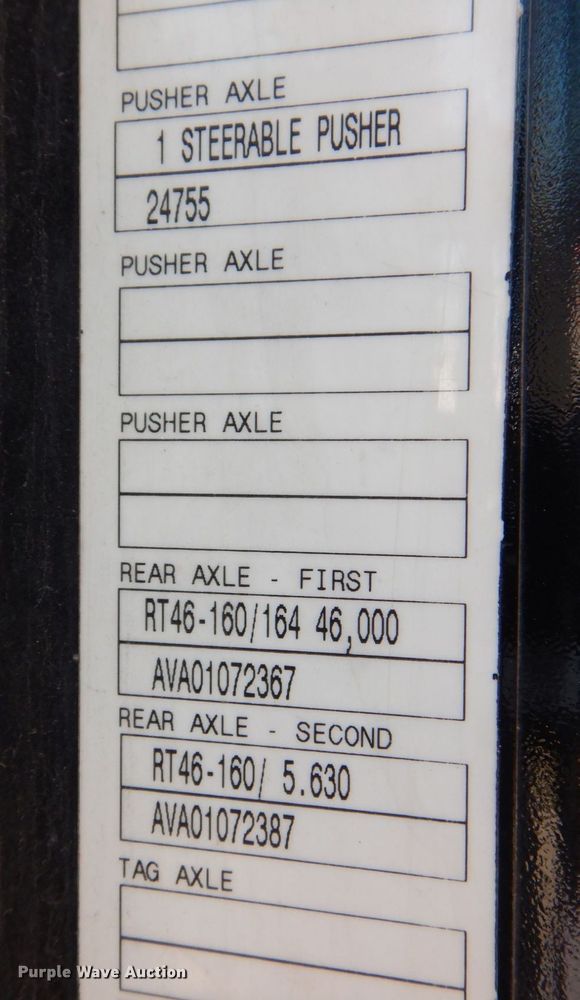 PUSHER AXLE
1 STEERABLE PUSHER
24755
PUSHER AXLE
PUSHER AXLE
REAR AXLE - FIRST
RT46-160/164 46,000
AVA01072367
REAR AXLE - SECOND
RT46-160/ 5.630
AVA01072387
TAG AXLE
Purple Wave Auction